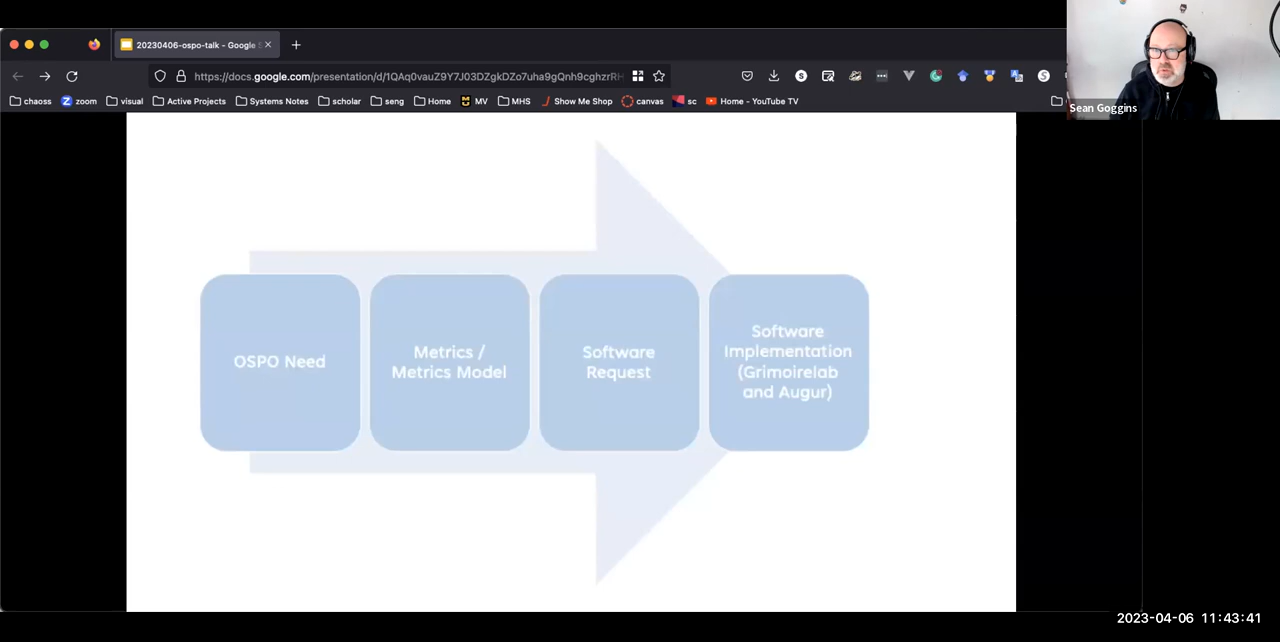 20230406-ospo-talk - Google
https://docs.google.com/presentation/d/1QAq0vauZ9Y7J03DZgkDZo7uha9gQnh9cghzrRH
chaoss
zoom
visual
Active Projects
Systems Notes
scholar
seng
Home
MV
MHS
Show Me Shop
canvas
sc
Home - YouTube TV
Sean Goggins
OSPO Need
Metrics /
Metrics Model
Software
Request
Software
Implementation
(Grimoirelab
and Augur)
2023-04-06 11:43:41